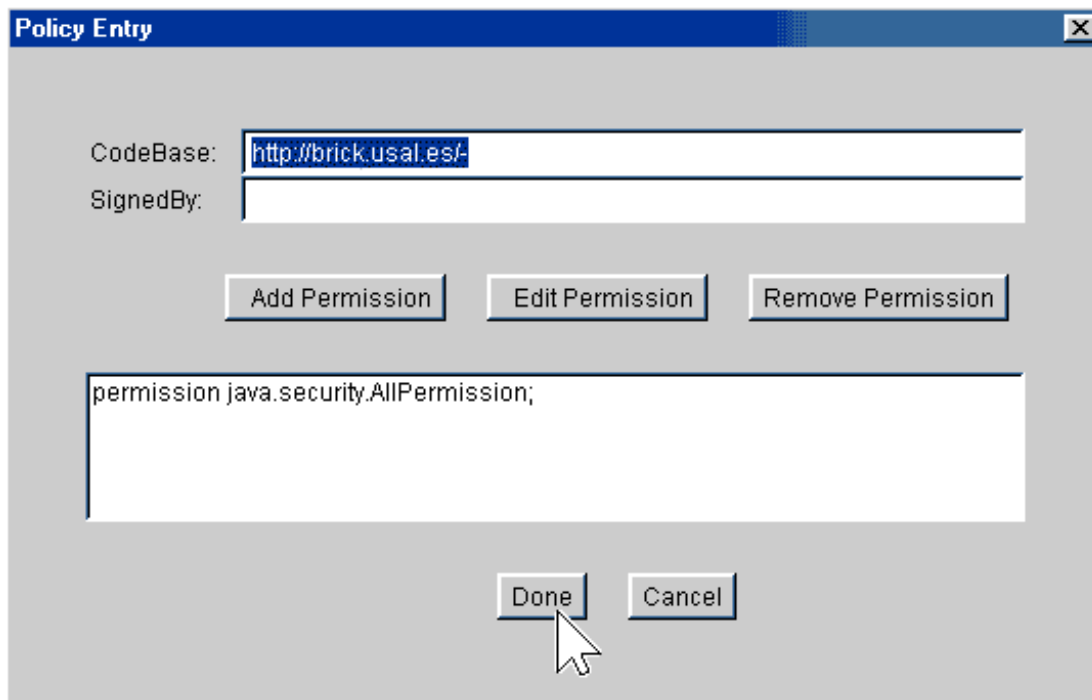 Policy Entry
CodeBase: http://brick.usal.es/-
SignedBy:
Add Permission Edit Permission Remove Permission
permission java.security.AllPermission;
Done Cancel